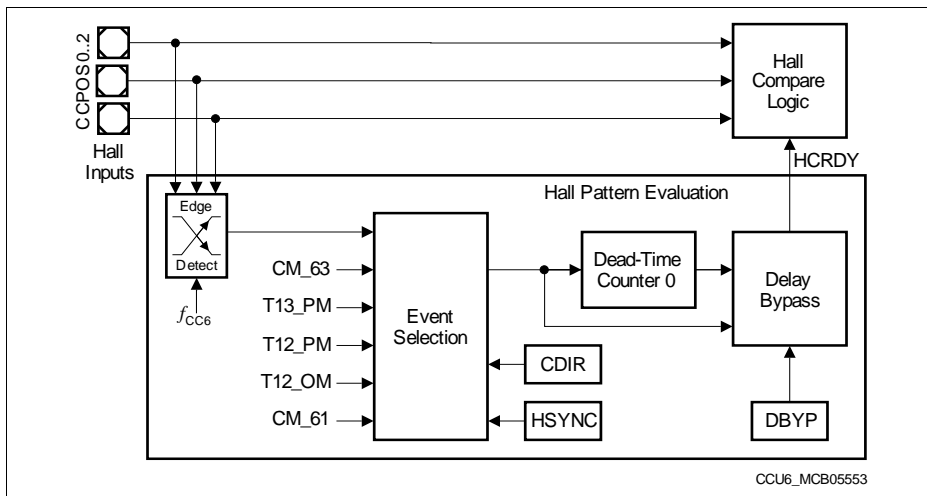 CCPOS0..2
Hall
Inputs
Hall
Compare
Logic
HCRDY
Hall Pattern Evaluation
Edge
Detect
fCC6
CM_63
T13_PM
T12_PM
T12_OM
CM_61
Event
Selection
Dead-Time
Counter 0
Delay
Bypass
CDIR
HSYNC
DBYP
CCU6_MCB05553